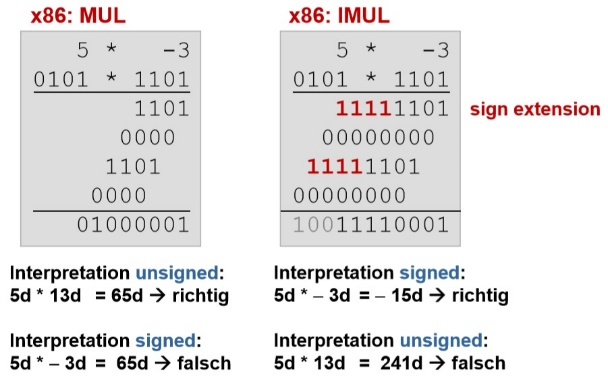 x86: MUL
5 * -3
0101 * 1101
1101
0000
1101
0000
01000001
Interpretation unsigned:
5d * 13d = 65d → richtig
Interpretation signed:
5d * – 3d = 65d → falsch
x86: IMUL
5 * -3
0101 * 1101
11111101 sign extension
00000000
11111101
00000000
10011110001
Interpretation signed:
5d * – 3d = – 15d → richtig
Interpretation unsigned:
5d * 13d = 241d → falsch